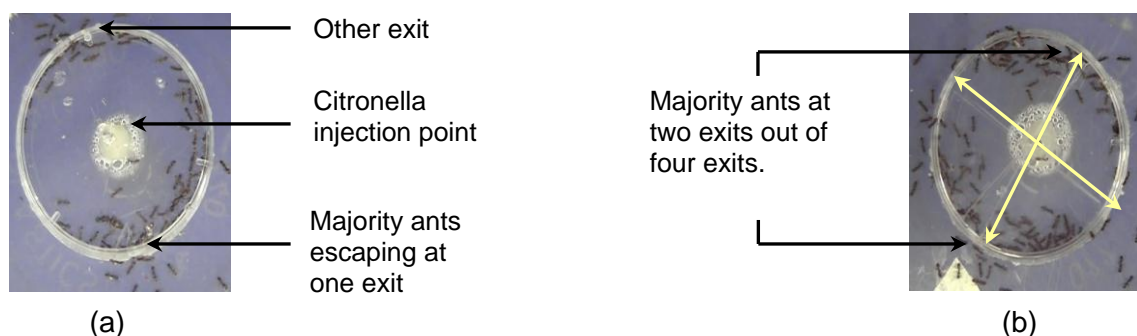 Other exit
Citronella
injection point
Majority ants
escaping at
one exit
(a)
Majority ants at
two exits out of
four exits.
(b)